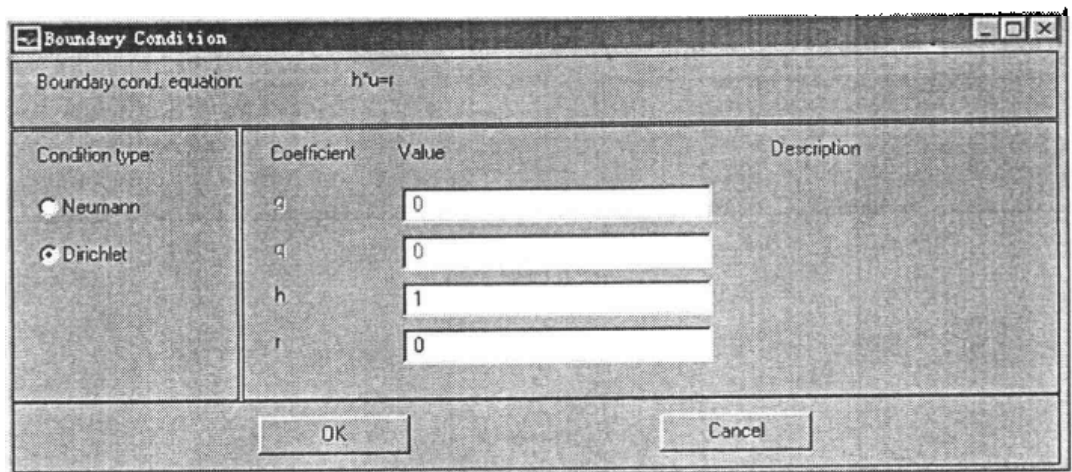 Boundary Condition
Boundary cond. equation: h*u=r
Condition type:
Coefficient Value Description
Neumann
g 0
Dirichlet
q 0
h 1
r 0
OK Cancel